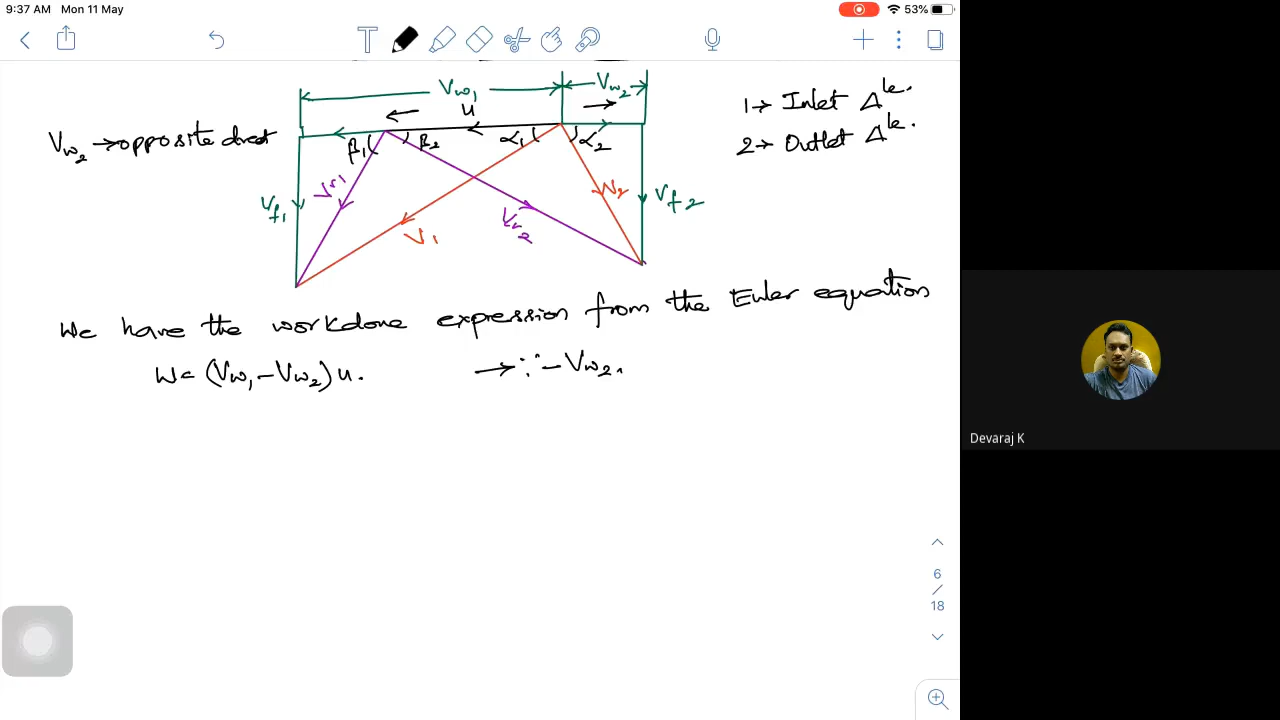 9:37 AM Mon 11 May
53%
Vw1
Vw2
u
Vw2 → opposite direct
1 → Inlet Δle.
2 → Outlet Δle.
β1 β2 α1 α2
Vf1 Vr1 V1 Vr2 V2 Vf2
We have the workdone expression from the Euler equation
W = (Vw1 - Vw2) u. → ∵ - Vw2.
Devaraj K
6
/
18